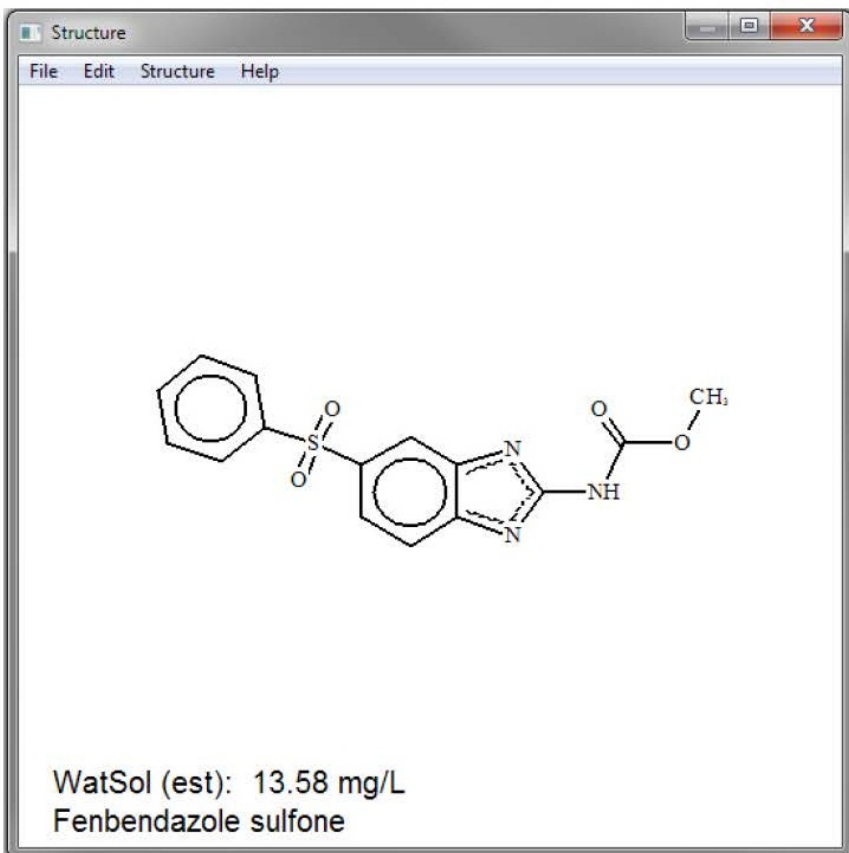 Structure
File Edit Structure Help
O
S
O
N
N
NH
O
O
CH₃
WatSol (est): 13.58 mg/L
Fenbendazole sulfone